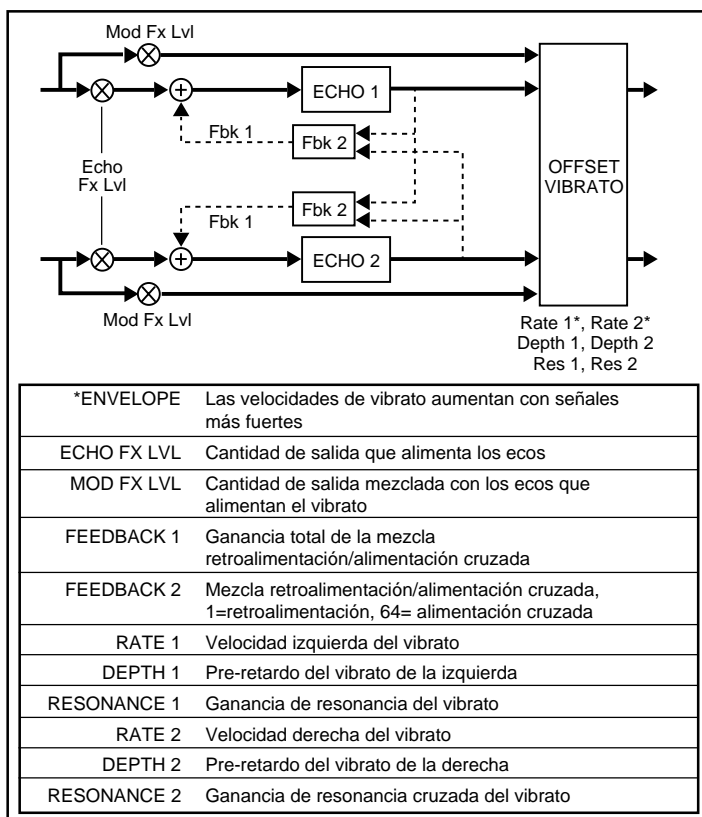 Mod Fx Lvl
ECHO 1
Fbk 1
Fbk 2
Echo
Fx Lvl
OFFSET
VIBRATO
Fbk 2
Fbk 1
ECHO 2
Mod Fx Lvl
Rate 1*, Rate 2*
Depth 1, Depth 2
Res 1, Res 2
*ENVELOPE Las velocidades de vibrato aumentan con señales
más fuertes
ECHO FX LVL Cantidad de salida que alimenta los ecos
MOD FX LVL Cantidad de salida mezclada con los ecos que
alimentan el vibrato
FEEDBACK 1 Ganancia total de la mezcla
retroalimentación/alimentación cruzada
FEEDBACK 2 Mezcla retroalimentación/alimentación cruzada,
1=retroalimentación, 64= alimentación cruzada
RATE 1 Velocidad izquierda del vibrato
DEPTH 1 Pre-retardo del vibrato de la izquierda
RESONANCE 1 Ganancia de resonancia del vibrato
RATE 2 Velocidad derecha del vibrato
DEPTH 2 Pre-retardo del vibrato de la derecha
RESONANCE 2 Ganancia de resonancia cruzada del vibrato